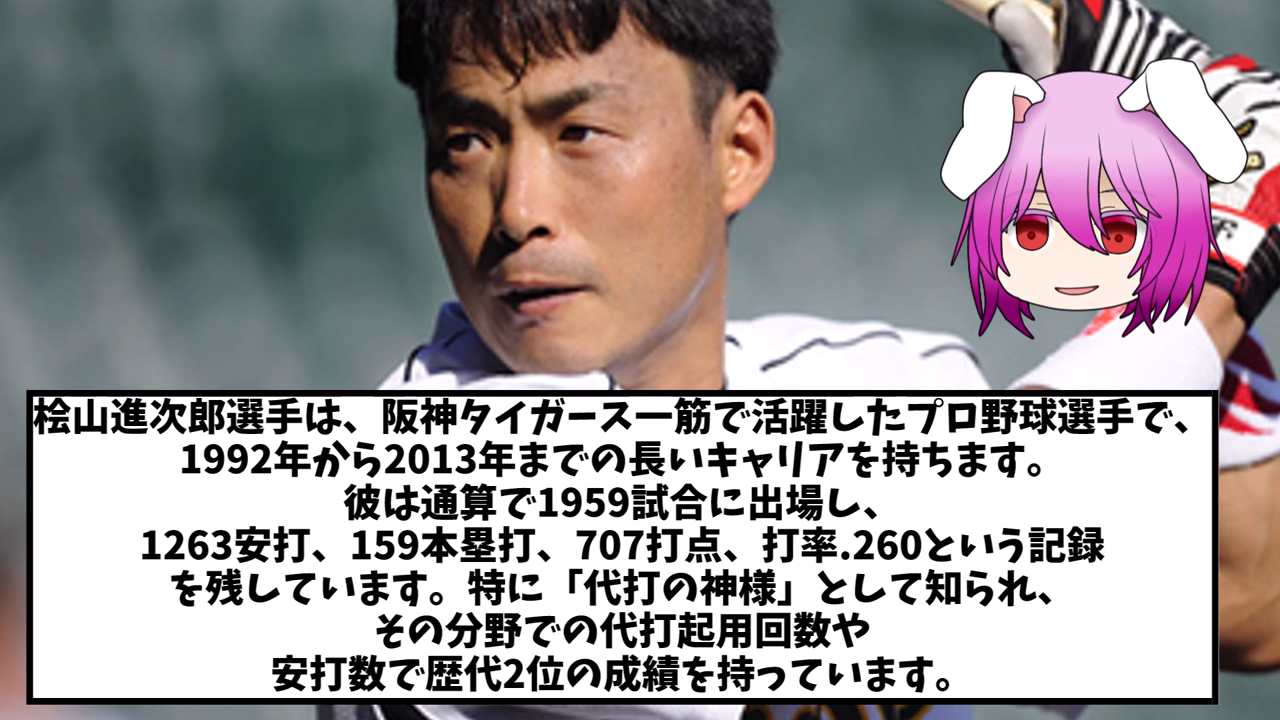 桧山進次郎選手は、阪神タイガース一筋で活躍したプロ野球選手で、
1992年から2013年までの長いキャリアを持ちます。
彼は通算で1959試合に出場し、
1263安打、159本塁打、707打点、打率.260という記録
を残しています。特に「代打の神様」として知られ、
その分野での代打起用回数や
安打数で歴代2位の成績を持っています。